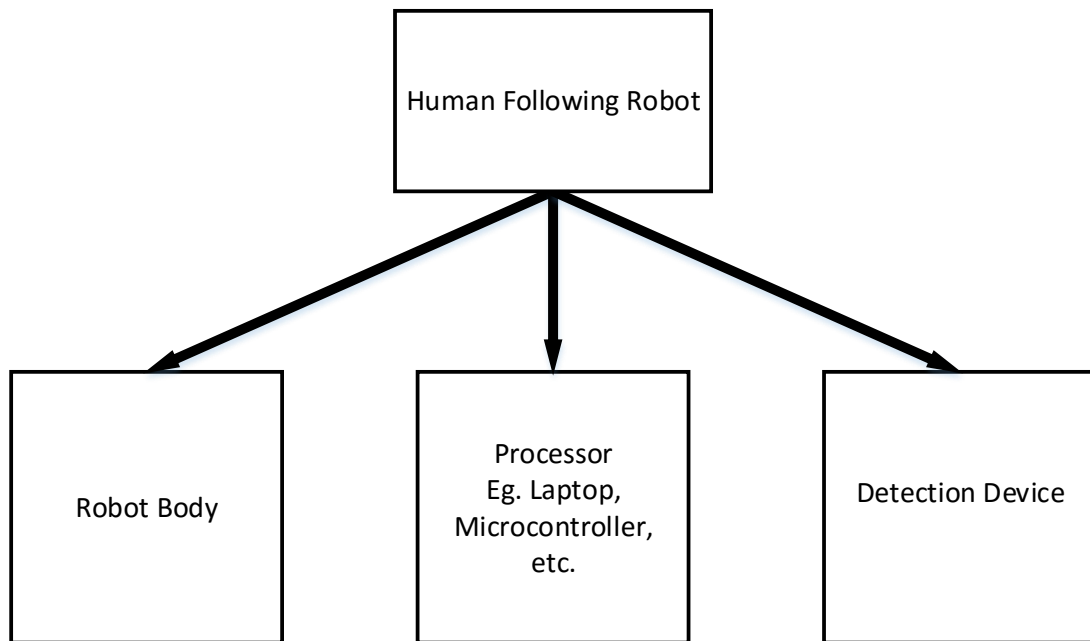 Human Following Robot
Robot Body
Processor
Eg. Laptop,
Microcontroller,
etc.
Detection Device